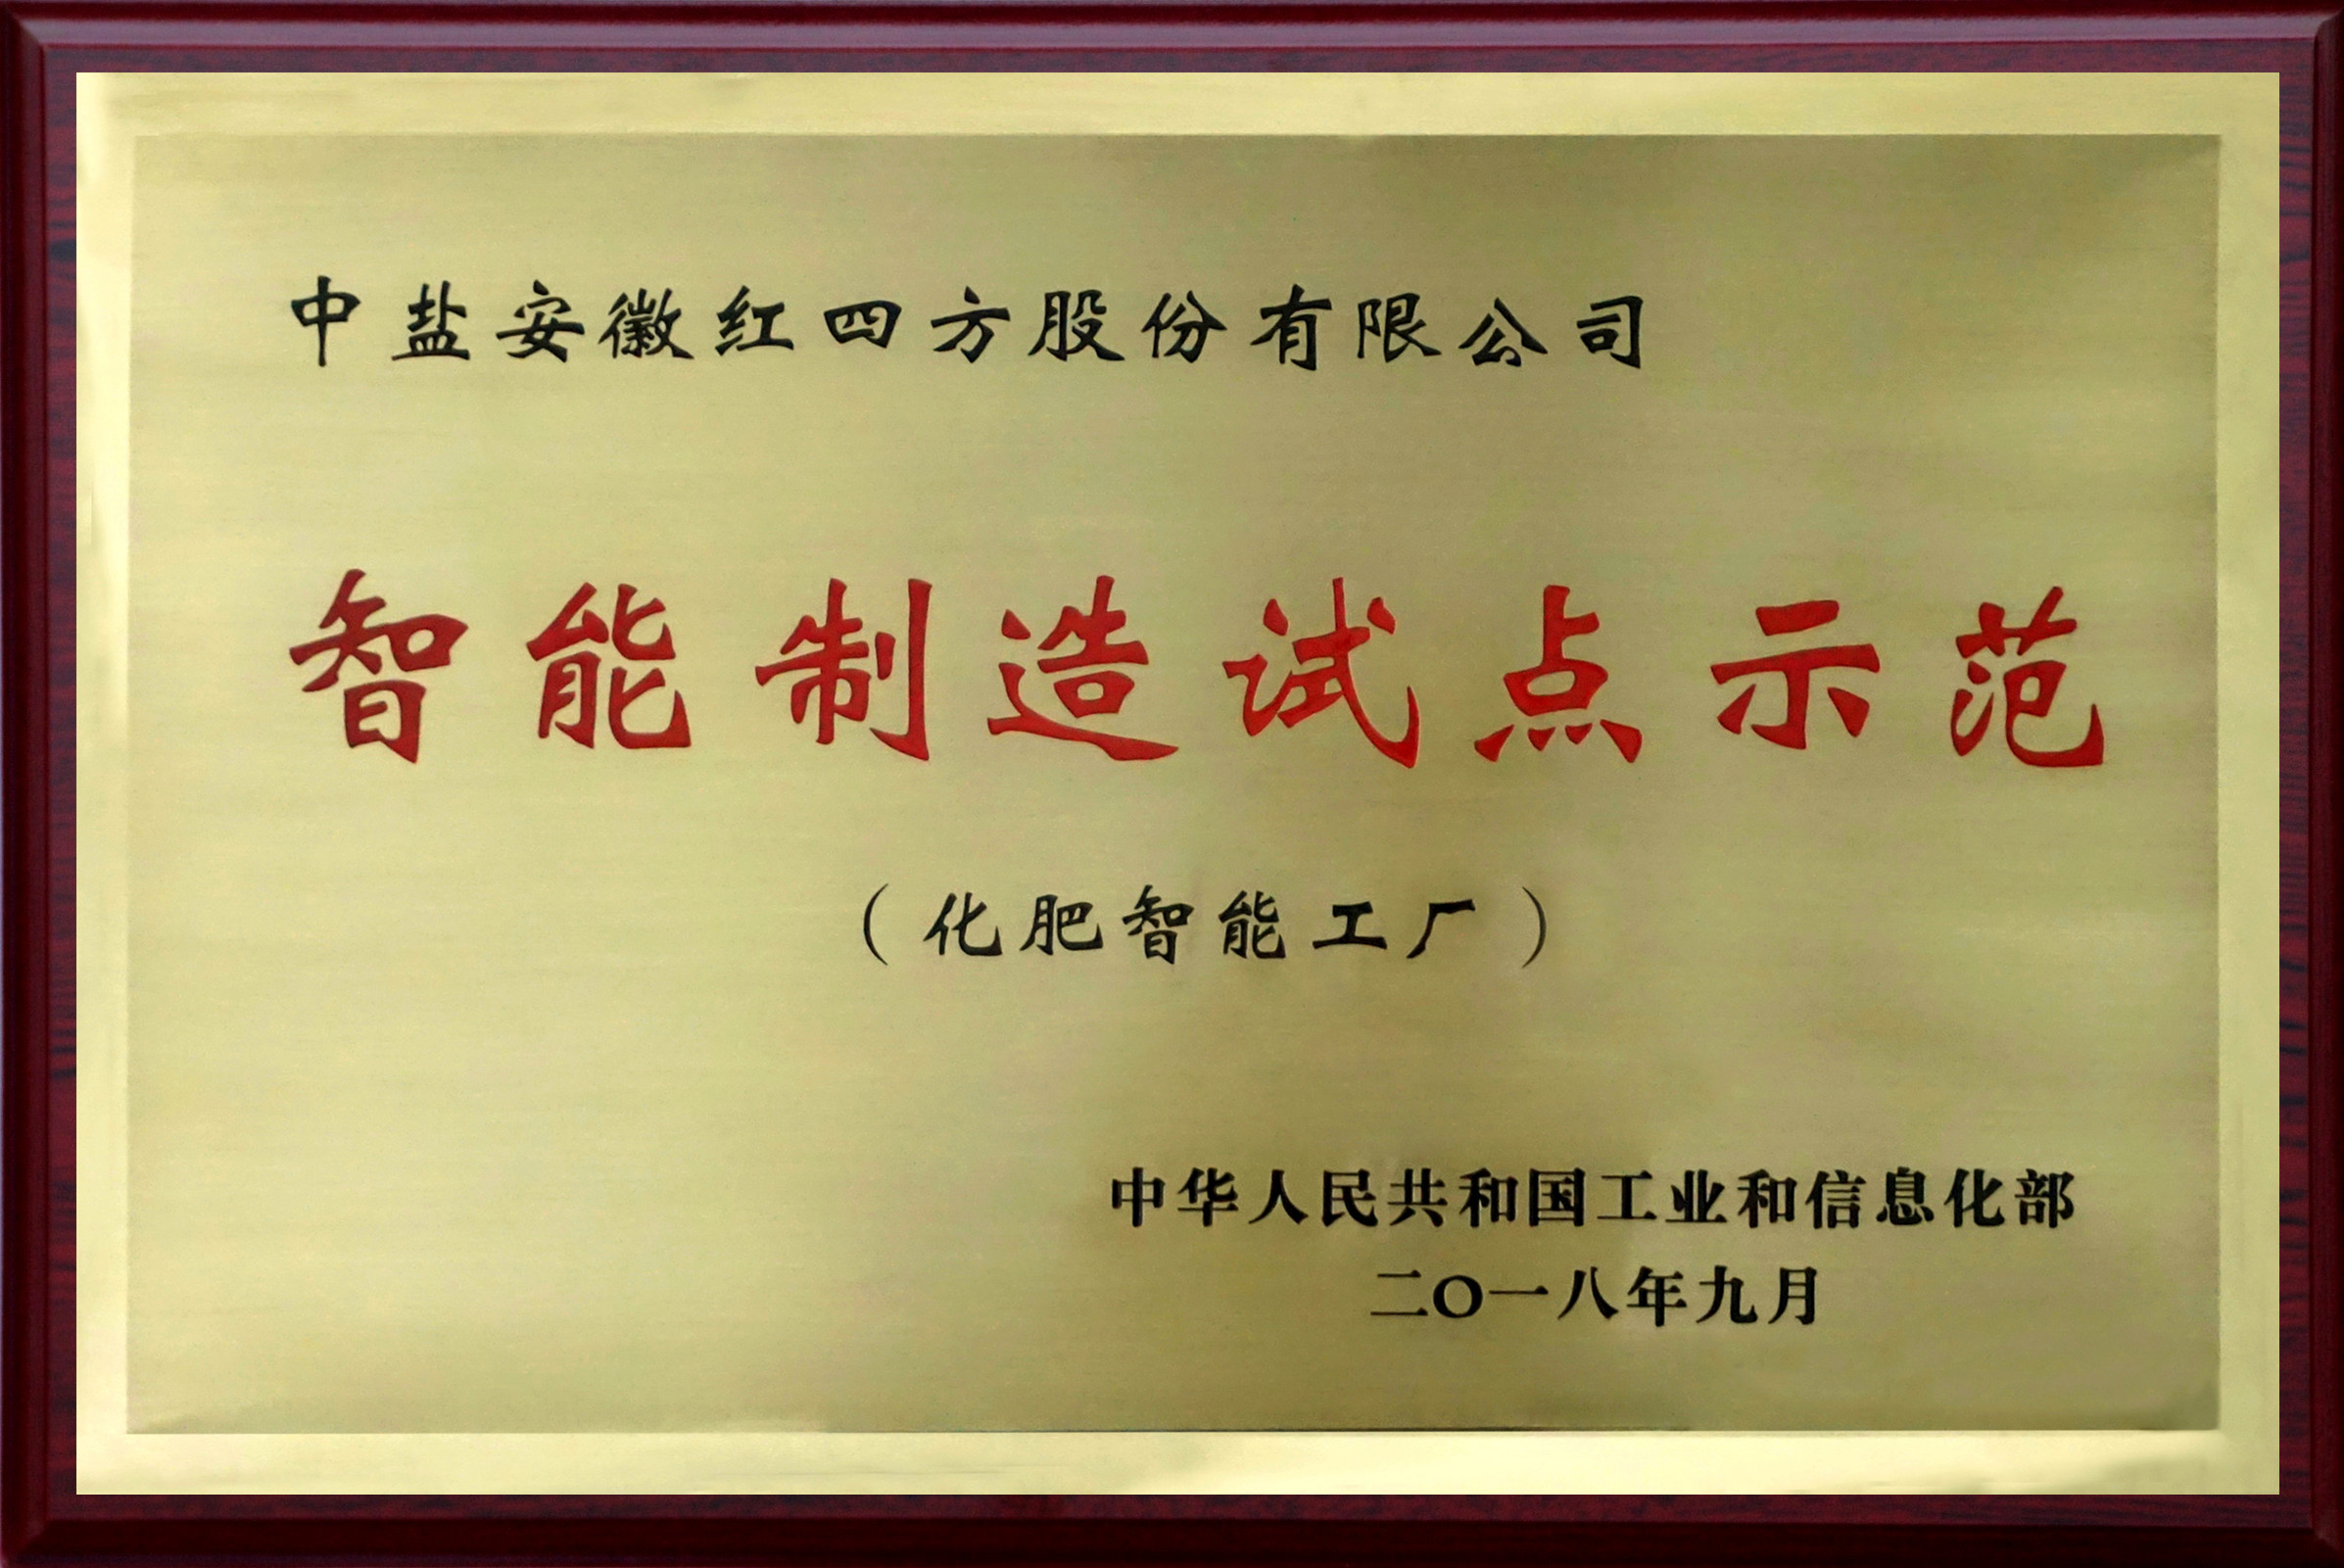 中盐安徽红四方股份有限公司
智能制造试点示范
（化肥智能工厂）
中华人民共和国工业和信息化部
二〇一八年九月